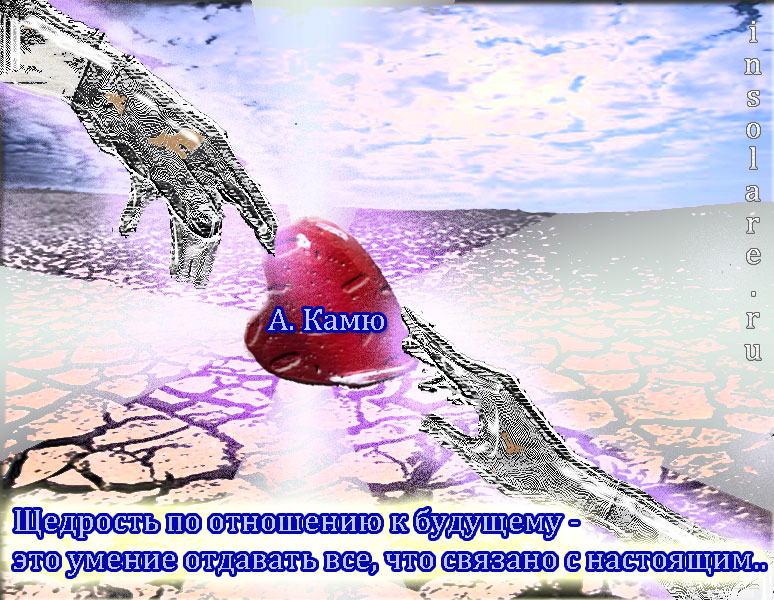 insolare.ru
А. Камю
Щедрость по отношению к будущему -
это умение отдавать все, что связано с настоящим..